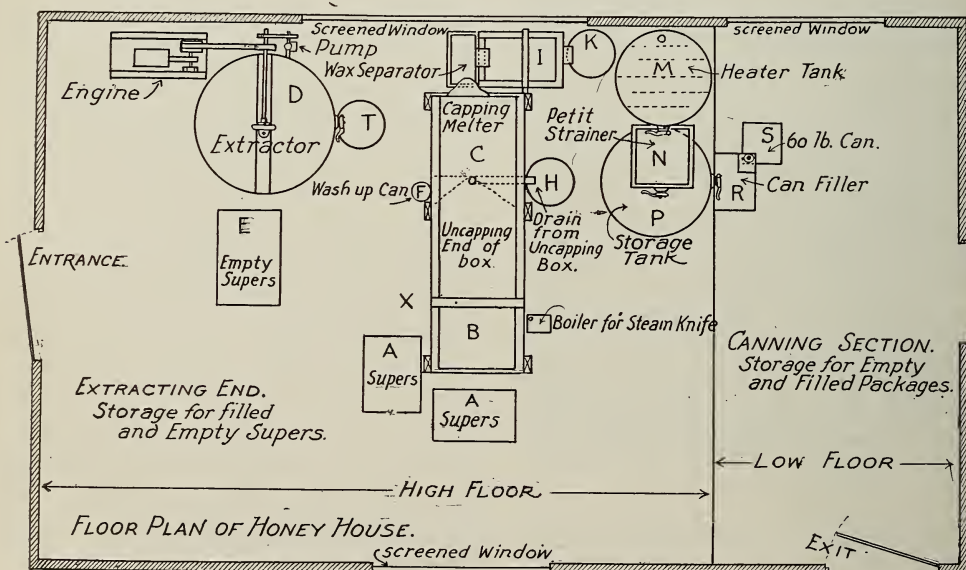 Screened Window
screened Window
Engine
Pump
Wax Separator
I
K
M
Heater Tank
D
Extractor
T
Capping
Melter
C
Petit
Strainer
N
S
60 lb. Can.
R
Can Filler
Wash up Can
F
H
Drain
from
Uncapping
Box.
P
Storage
Tank
Uncapping
End of
box.
E
Empty
Supers
ENTRANCE
X
B
Boiler for Steam Knife
A
Supers
A
Supers
CANNING SECTION.
Storage for Empty
and Filled Packages.
EXTRACTING END.
Storage for filled
and Empty Supers.
HIGH FLOOR
LOW FLOOR
FLOOR PLAN OF HONEY HOUSE.
screened Window
EXIT